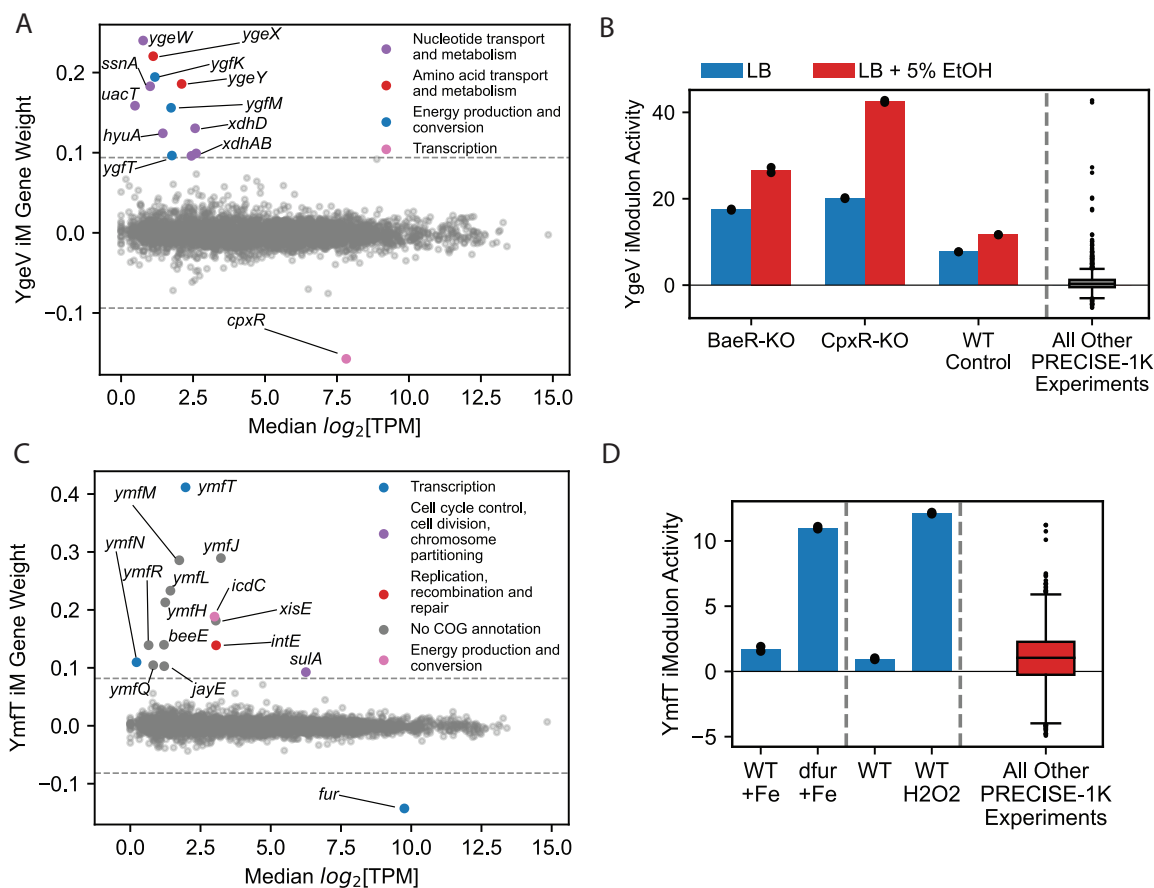 A
YgeV iM Gene Weight
0.2
0.1
0.0
−0.1
ygeW
ygeX
ssnA
ygfK
ygeY
uacT
ygfM
hyuA
xdhD
xdhAB
ygfT
cpxR
Nucleotide transport
and metabolism
Amino acid transport
and metabolism
Energy production and
conversion
Transcription
0.0 2.5 5.0 7.5 10.0 12.5 15.0
Median log2[TPM]
B
LB
LB + 5% EtOH
YgeV iModulon Activity
40
20
0
BaeR-KO
CpxR-KO
WT
Control
All Other
PRECISE-1K
Experiments
C
YmfT iM Gene Weight
0.4
0.3
0.2
0.1
0.0
−0.1
ymfM
ymfT
ymfN
ymfJ
ymfR
ymfL
icdC
ymfH
xisE
beeE
intE
sulA
ymfQ
jayE
fur
Transcription
Cell cycle control,
cell division,
chromosome
partitioning
Replication,
recombination and
repair
No COG annotation
Energy production and
conversion
0.0 2.5 5.0 7.5 10.0 12.5 15.0
Median log2[TPM]
D
YmfT iModulon Activity
10
5
0
−5
WT
+Fe
dfur
+Fe
WT
WT
H2O2
All Other
PRECISE-1K
Experiments